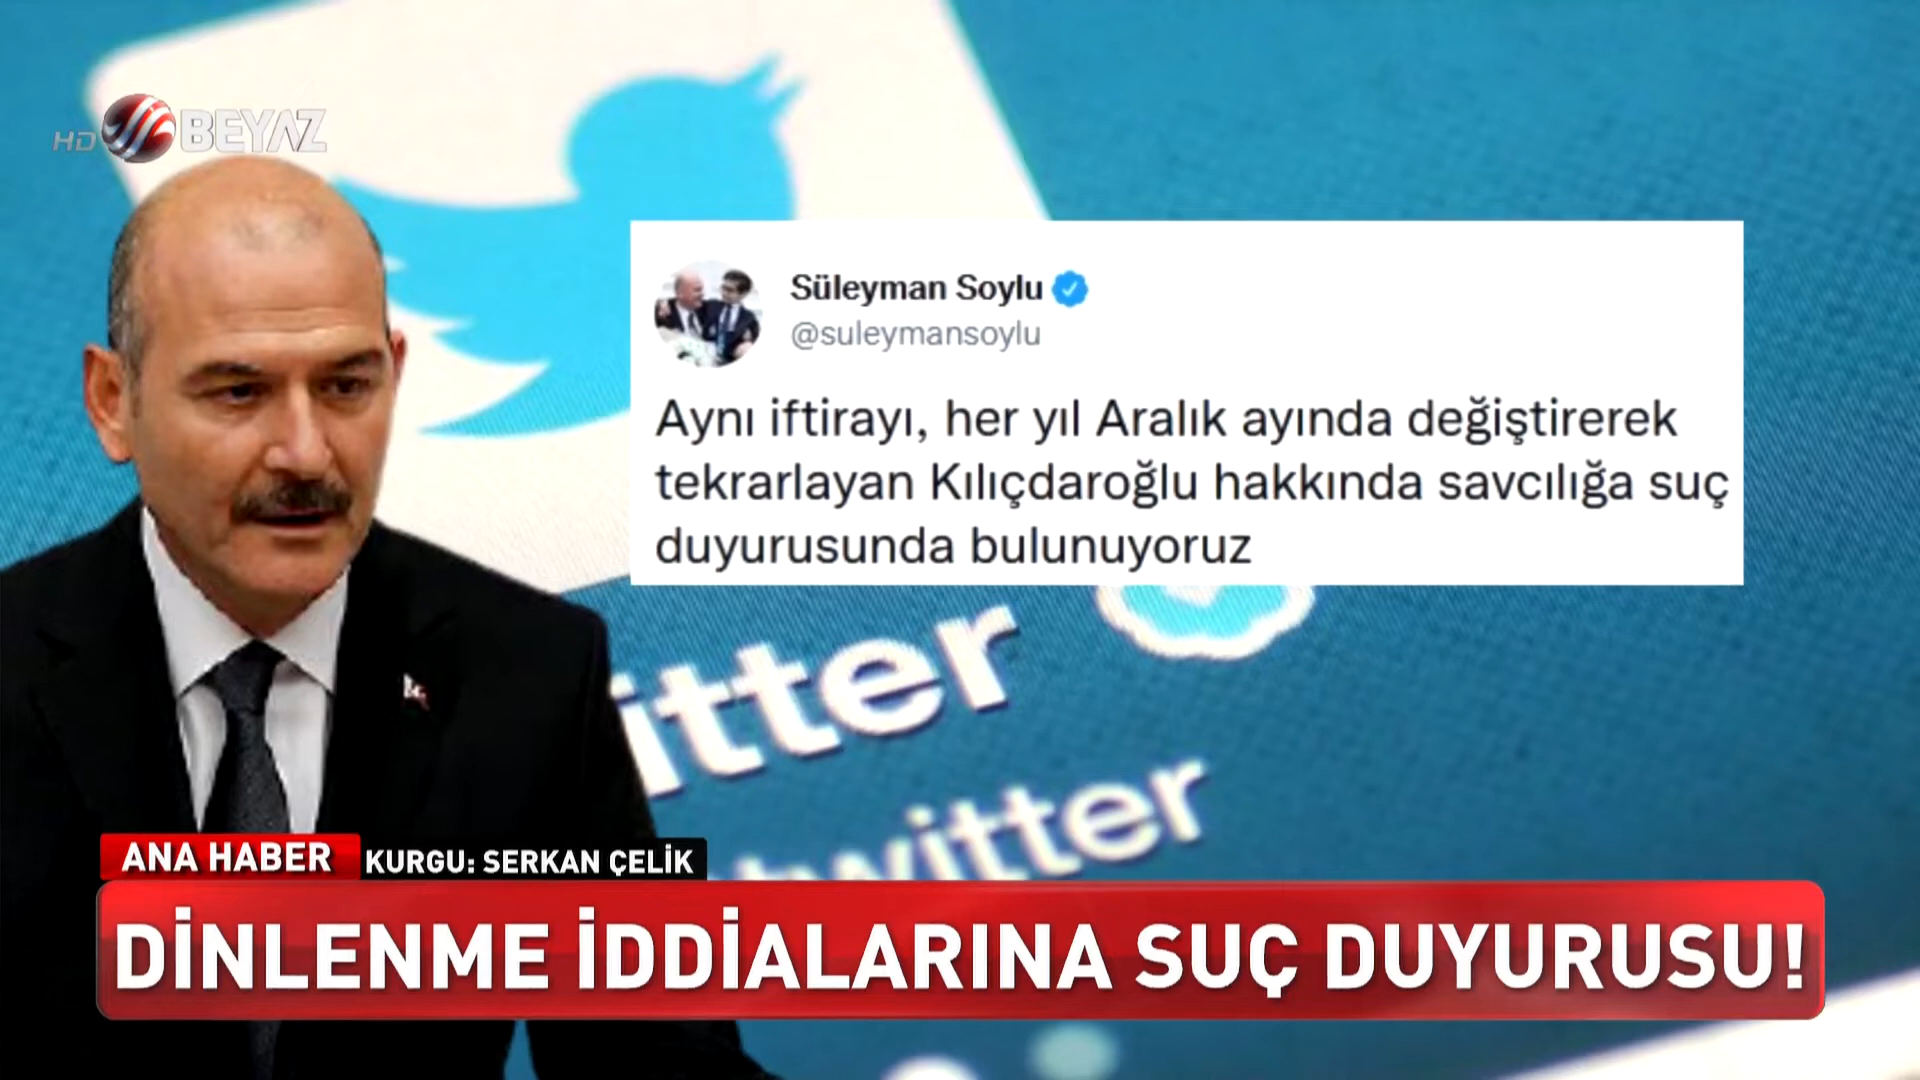 HD BEYAZ
Süleyman Soylu
@suleymansoylu
Aynı iftirayı, her yıl Aralık ayında değiştirerek
tekrarlayan Kılıçdaroğlu hakkında savcılığa suç
duyurusunda bulunuyoruz
itter
twitter
ANA HABER KURGU: SERKAN ÇELİK
DİNLENME İDDİALARINA SUÇ DUYURUSU!